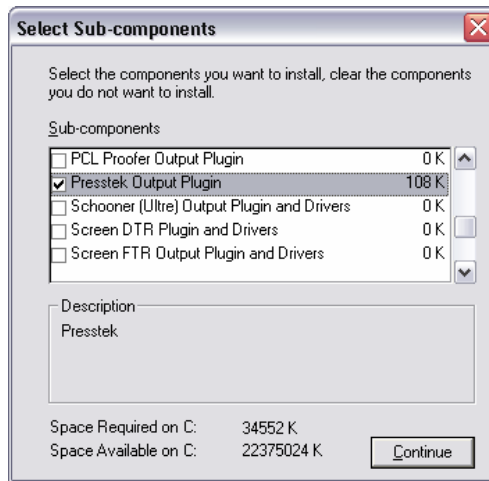 Select Sub-components
Select the components you want to install, clear the components
you do not want to install.
Sub-components
PCL Proofer Output Plugin 0 K
Presstek Output Plugin 108 K
Schooner (Ultre) Output Plugin and Drivers 0 K
Screen DTR Plugin and Drivers 0 K
Screen FTR Output Plugin and Drivers 0 K
Description
Presstek
Space Required on C: 34552 K
Space Available on C: 22375024 K
Continue